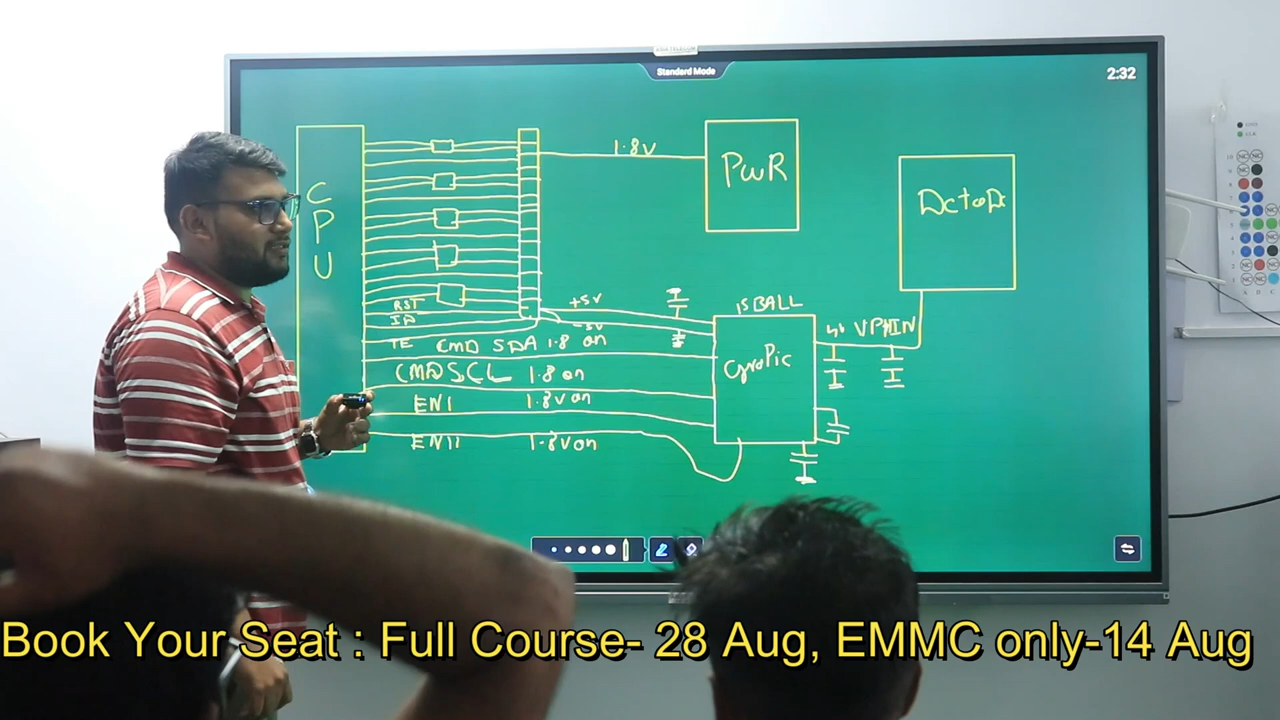 Standard Mode
2:32
CPU
1.8V
PWR
DctoDc
RST
+5V
-5V
15 BALL
VPHIN
TE CMD SDA 1.8 on
CMD SCL 1.8 on
EN1 1.8V on
EN11 1.8V on
Book Your Seat : Full Course- 28 Aug, EMMC only-14 Aug